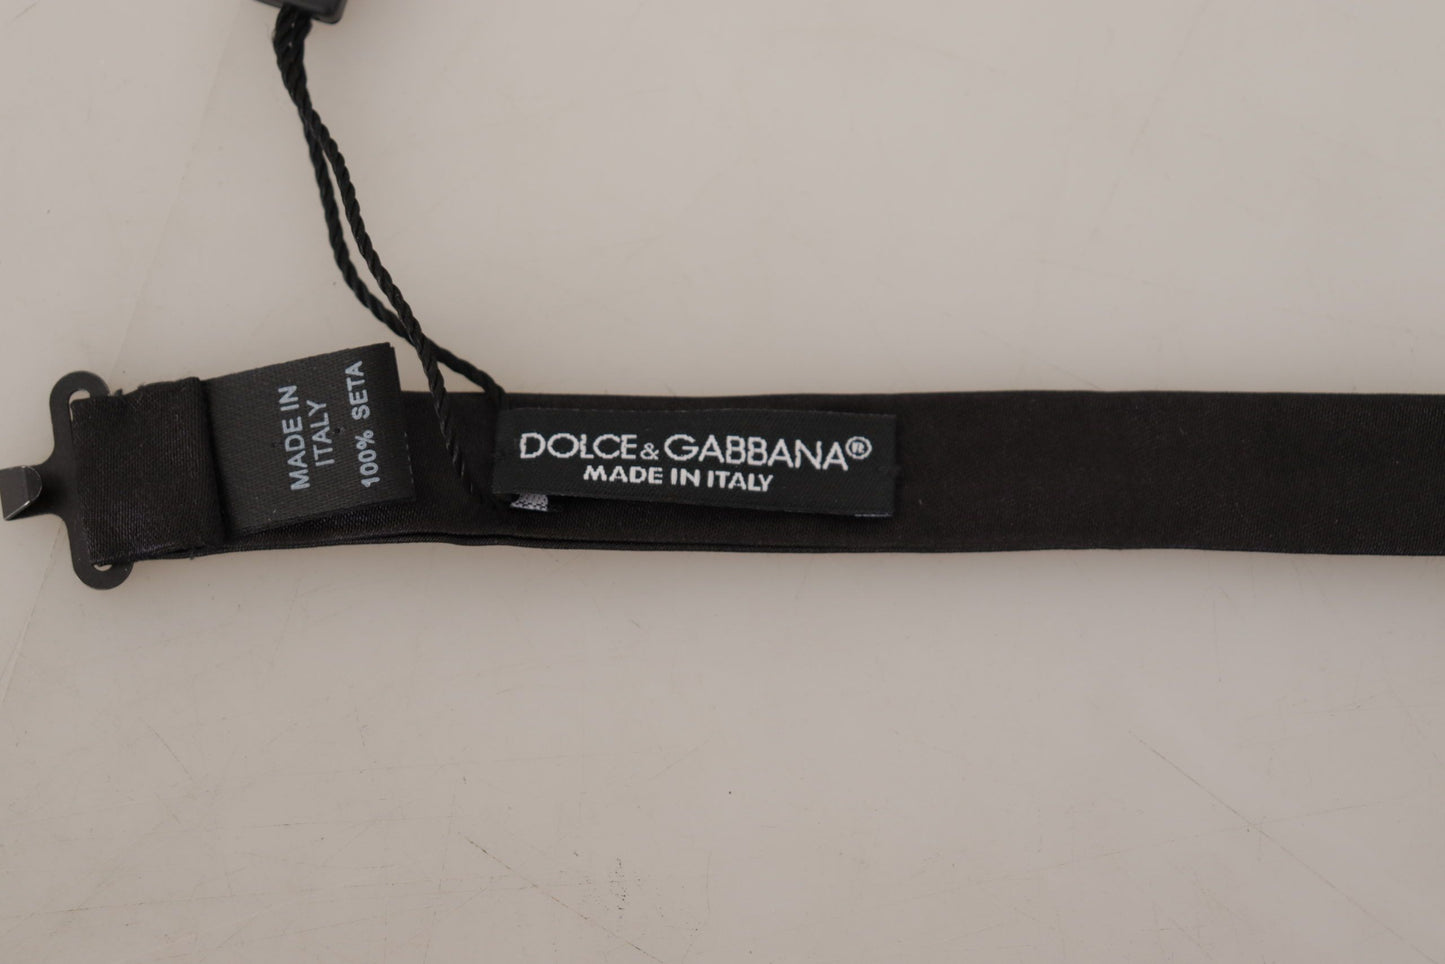 MADE IN
ITALY
100% SETA
DOLCE&GABBANA®
MADE IN ITALY